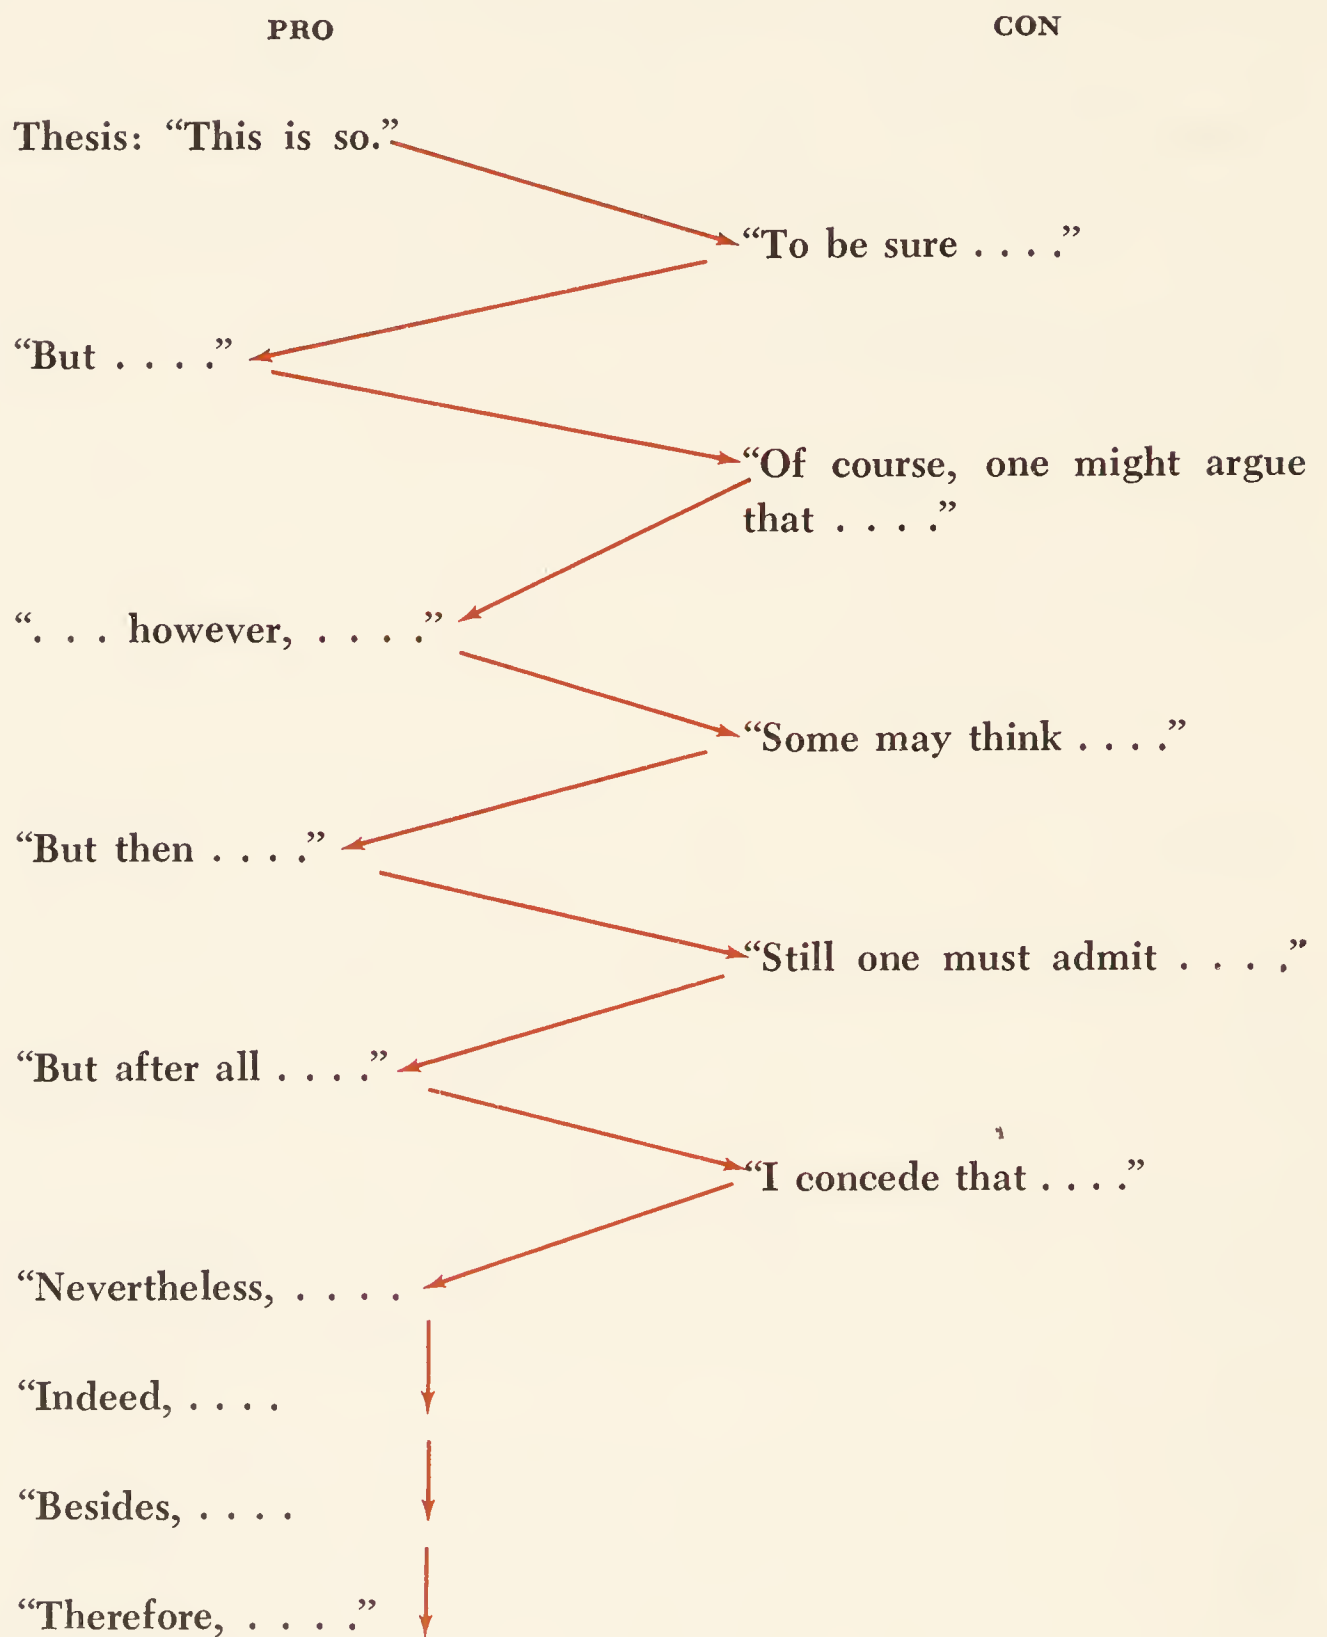 PRO
CON
Thesis: “This is so.”
“To be sure . . . .”
“But . . . .”
“Of course, one might argue
that . . . .”
“. . . however, . . . .”
“Some may think . . . .”
“But then . . . .”
“Still one must admit . . . .”
“But after all . . . .”
“I concede that . . . .”
“Nevertheless, . . . .
“Indeed, . . . .
“Besides, . . . .
“Therefore, . . . .”